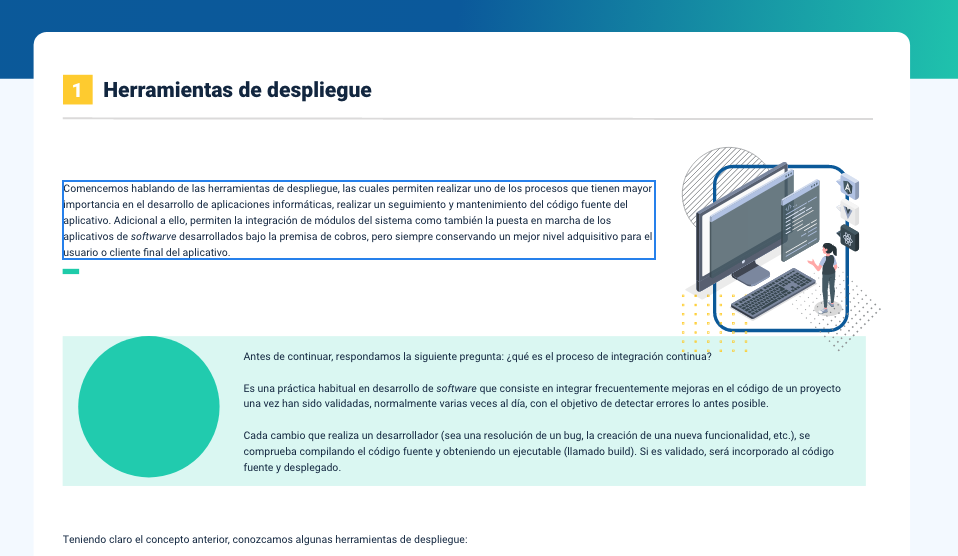 1 Herramientas de despliegue
Comencemos hablando de las herramientas de despliegue, las cuales permiten realizar uno de los procesos que tienen mayor
importancia en el desarrollo de aplicaciones informáticas, realizar un seguimiento y mantenimiento del código fuente del
aplicativo. Adicional a ello, permiten la integración de módulos del sistema como también la puesta en marcha de los
aplicativos de softwarve desarrollados bajo la premisa de cobros, pero siempre conservando un mejor nivel adquisitivo para el
usuario o cliente final del aplicativo.
A
Antes de continuar, respondamos la siguiente pregunta: ¿qué es el proceso de integración continua?
Es una práctica habitual en desarrollo de software que consiste en integrar frecuentemente mejoras en el código de un proyecto
una vez han sido validadas, normalmente varias veces al día, con el objetivo de detectar errores lo antes posible.
Cada cambio que realiza un desarrollador (sea una resolución de un bug, la creación de una nueva funcionalidad, etc.), se
comprueba compilando el código fuente y obteniendo un ejecutable (llamado build). Si es validado, será incorporado al código
fuente y desplegado.
Teniendo claro el concepto anterior, conozcamos algunas herramientas de despliegue: